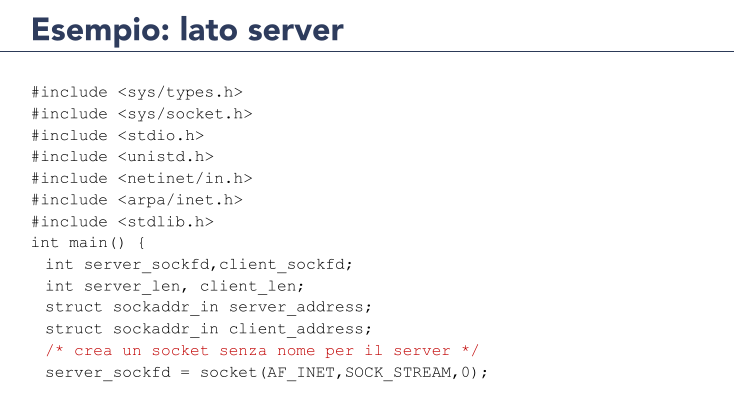 Esempio: lato server
#include <sys/types.h>
#include <sys/socket.h>
#include <stdio.h>
#include <unistd.h>
#include <netinet/in.h>
#include <arpa/inet.h>
#include <stdlib.h>
int main() {
int server_sockfd,client_sockfd;
int server_len, client_len;
struct sockaddr_in server_address;
struct sockaddr_in client_address;
/* crea un socket senza nome per il server */
server_sockfd = socket(AF_INET,SOCK_STREAM,0);